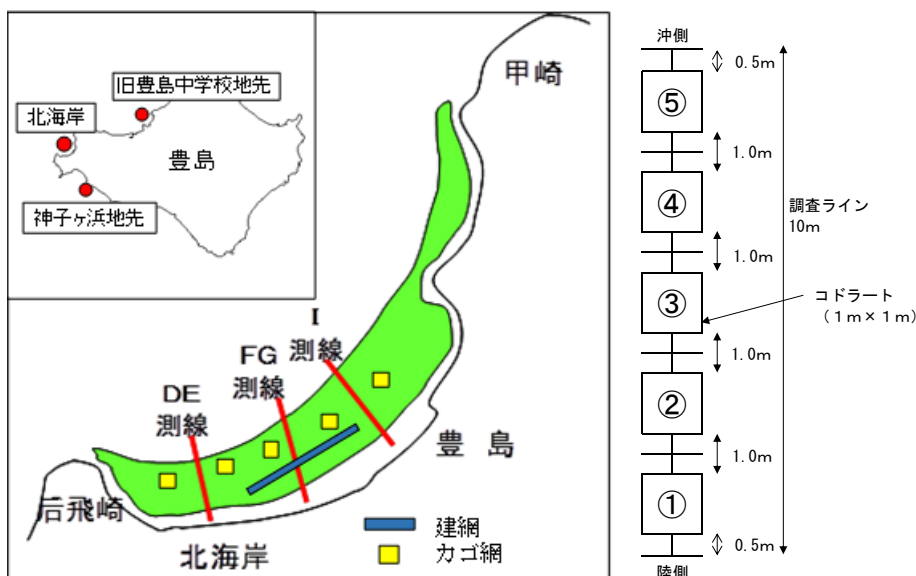 旧豊島中学校地先
北海岸
豊島
神子ヶ浜地先
甲崎
I
測線
FG
測線
DE
測線
豊島
后飛崎
北海岸
建網
カゴ網
沖側
0.5m
⑤
1.0m
④
調査ライン
10m
1.0m
③
コドラート
（1m×1m）
1.0m
②
1.0m
①
0.5m
陸側